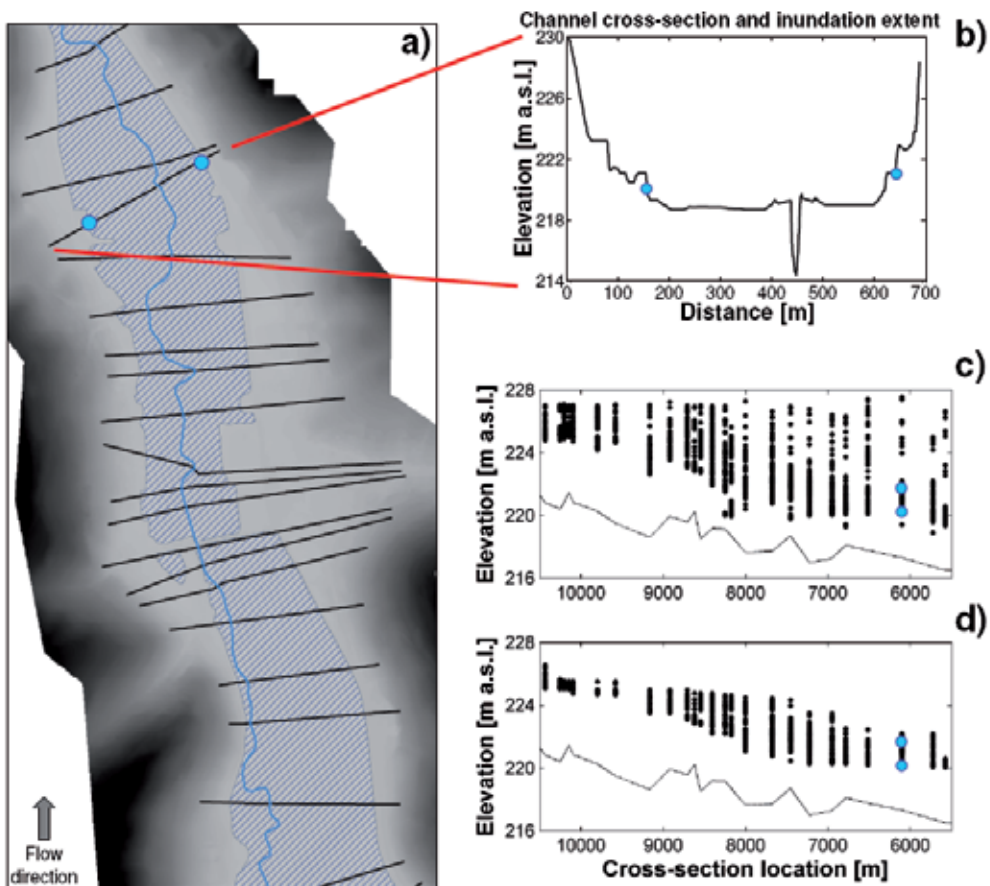 a)
Flow
direction
Channel cross-section and inundation extent
b)
Elevation [m a.s.l.]
230
226
222
218
214
0 100 200 300 400 500 600 700
Distance [m]
c)
Elevation [m a.s.l.]
228
224
220
216
10000 9000 8000 7000 6000
d)
Elevation [m a.s.l.]
228
224
220
216
10000 9000 8000 7000 6000
Cross-section location [m]